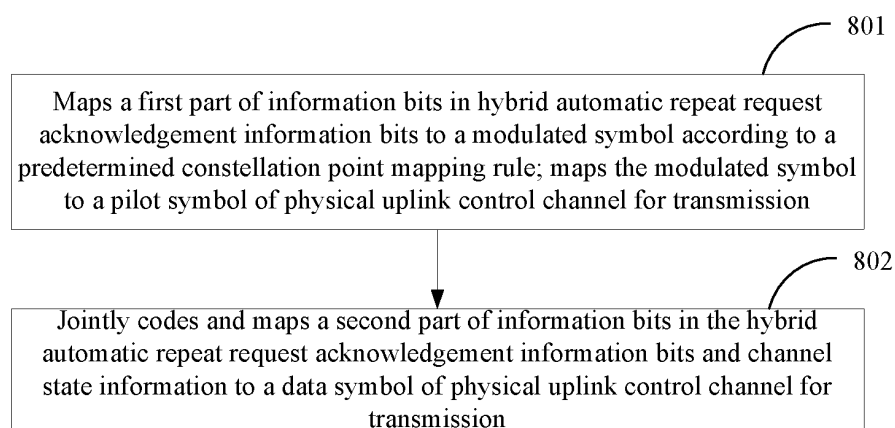 801
Maps a first part of information bits in hybrid automatic repeat request
acknowledgement information bits to a modulated symbol according to a
predetermined constellation point mapping rule; maps the modulated symbol
to a pilot symbol of physical uplink control channel for transmission
802
Jointly codes and maps a second part of information bits in the hybrid
automatic repeat request acknowledgement information bits and channel
state information to a data symbol of physical uplink control channel for
transmission